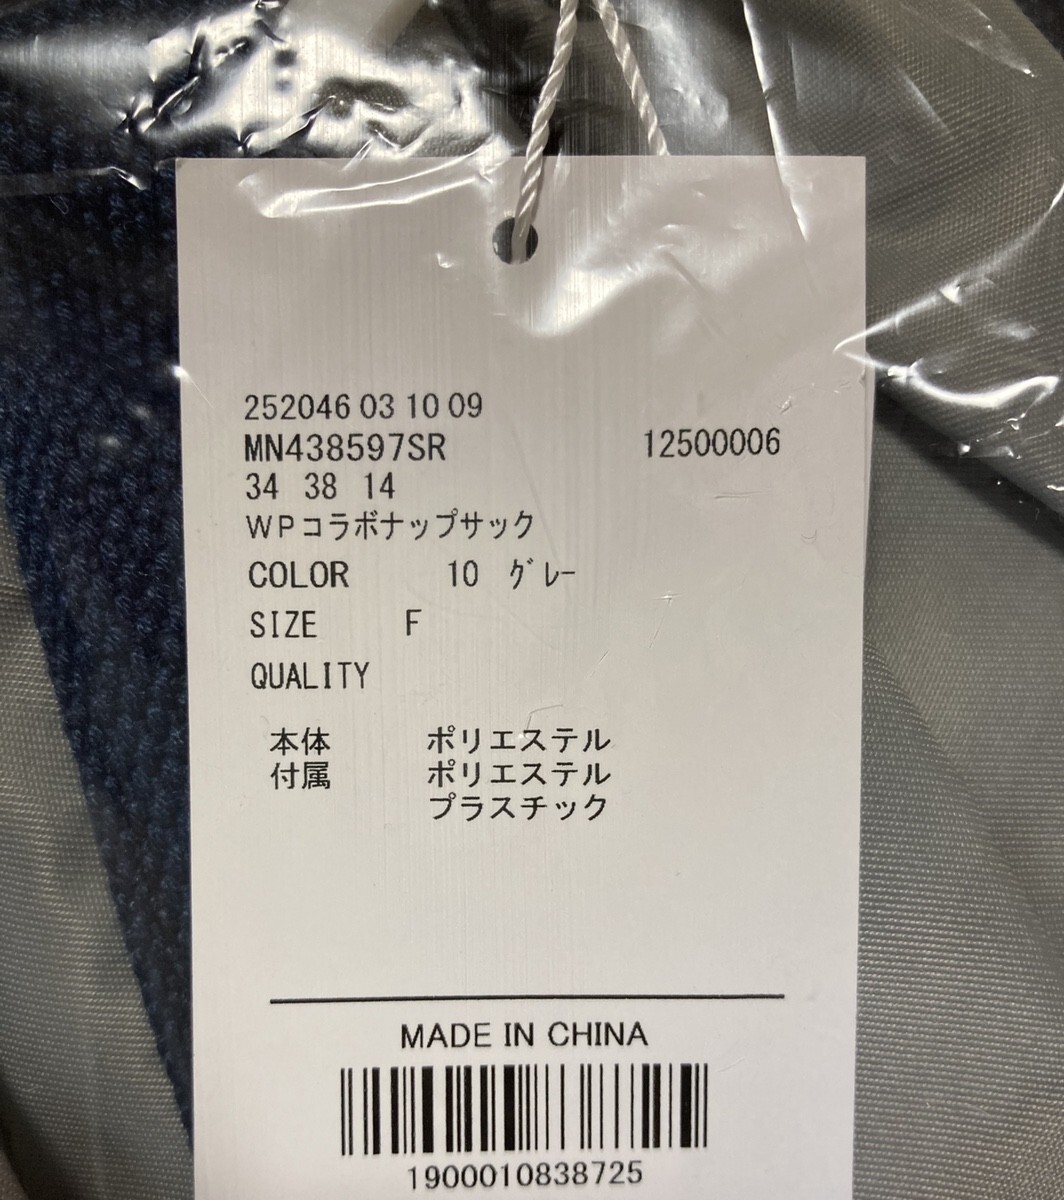 252046 03 10 09
MN438597SR 12500006
34 38 14
ＷＰコラボナップサック
COLOR 10 ｸﾞﾚｰ
SIZE F
QUALITY
本体 ポリエステル
付属 ポリエステル
プラスチック
MADE IN CHINA
1900010838725